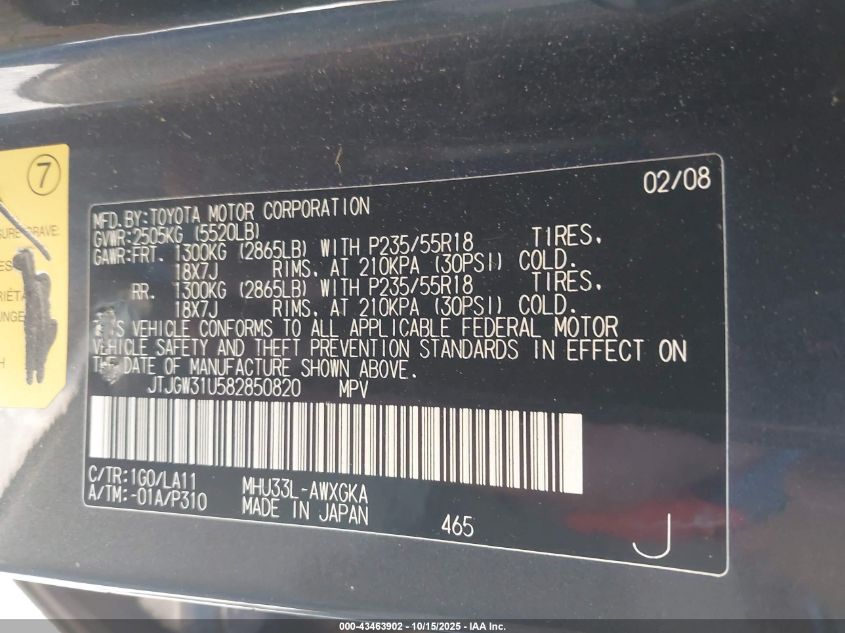 7
SURE GRAVE:
02/08
MFD.BY:TOYOTA MOTOR CORPORATION
GVWR:2505KG (5520LB)
GAWR:FRT. 1300KG (2865LB) WITH P235/55R18 TIRES,
18X7J RIMS, AT 210KPA (30PSI) COLD.
RR. 1300KG (2865LB) WITH P235/55R18 TIRES,
18X7J RIMS, AT 210KPA (30PSI) COLD.
THIS VEHICLE CONFORMS TO ALL APPLICABLE FEDERAL MOTOR
VEHICLE SAFETY AND THEFT PREVENTION STANDARDS IN EFFECT ON
THE DATE OF MANUFACTURE SHOWN ABOVE.
JTJGW31U582850820 MPV
C/TR:1G0/LA11 MHU33L-AWXGKA
A/TM:-01A/P310 MADE IN JAPAN 465
J
000-43463902 - 10/15/2025 - IAA Inc.